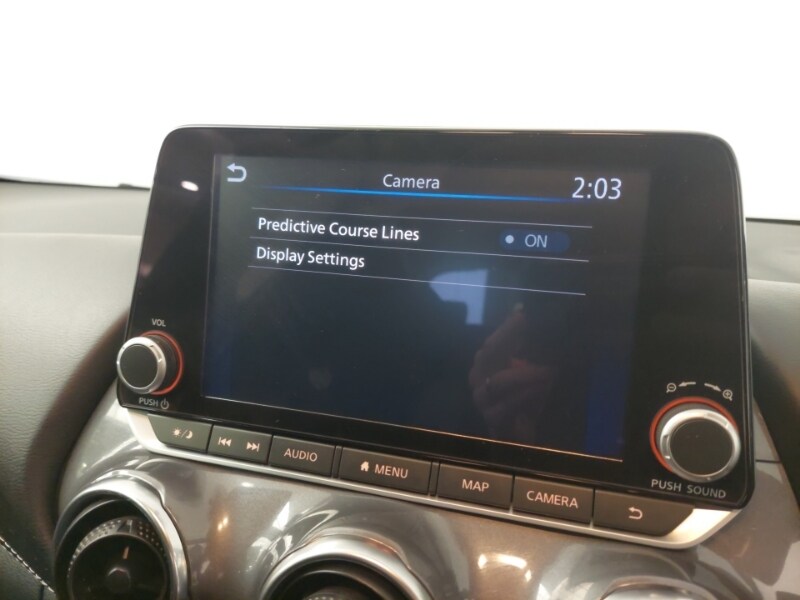 Camera
2:03
Predictive Course Lines
ON
Display Settings
VOL
PUSH
AUDIO
MENU
MAP
CAMERA
PUSH SOUND